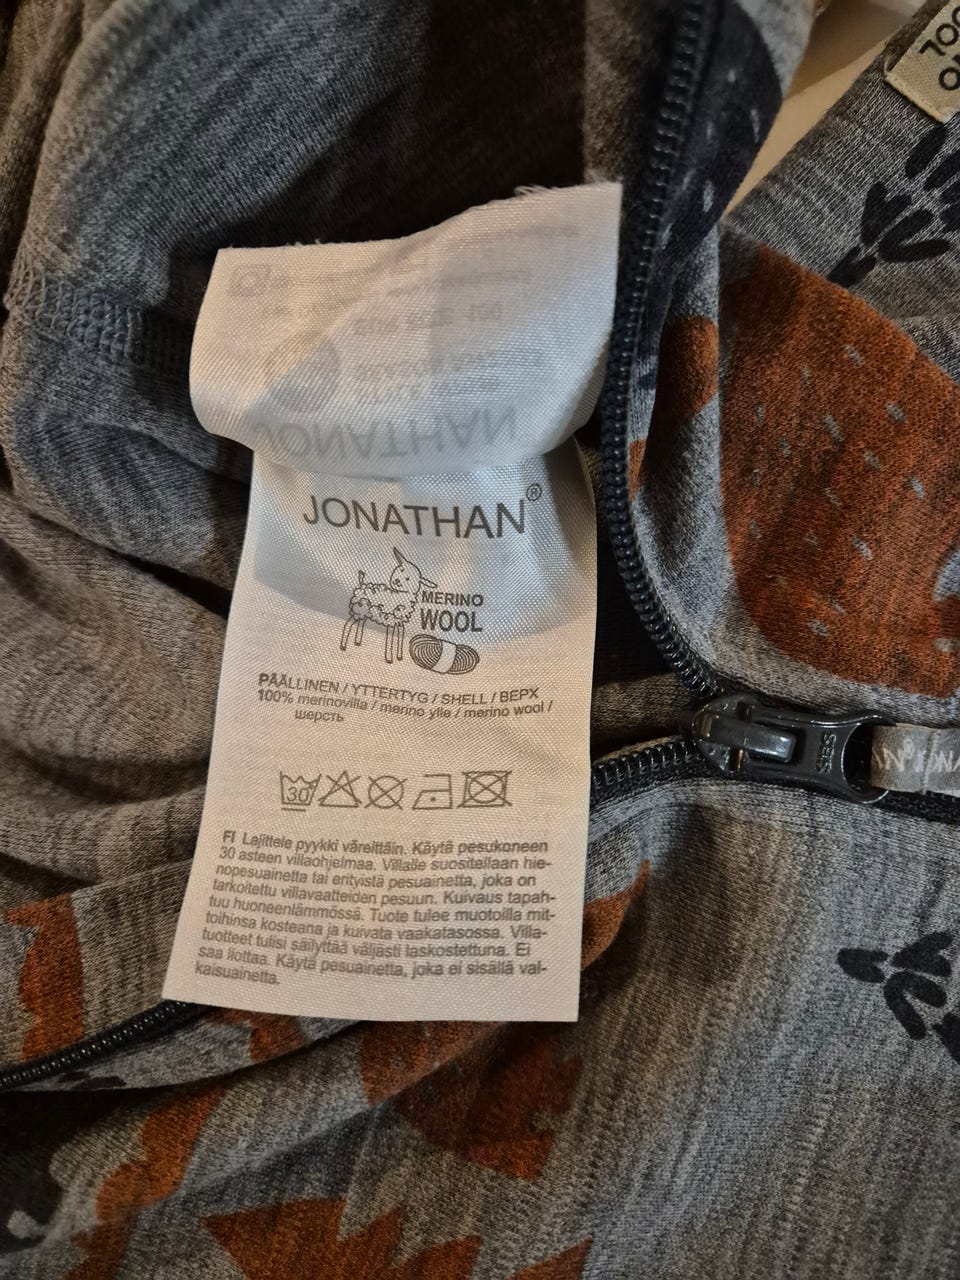 JONATHAN
JONATHAN®
MERINO
WOOL
PÄÄLLINEN / YTTERTYG / SHELL / ВЕРХ
100% merinovilla / merino ylle / merino wool /
шерсть
30
FI Lajittele pyykki väreittäin. Käytä pesukoneen
30 asteen villaohjelmaa. Villalle suositellaan hie-
nopesuainetta tai erityistä pesuainetta, joka on
tarkoitettu villavaatteiden pesuun. Kuivaus tapah-
tuu huoneenlämmössä. Tuote tulee muotoilla mit-
toihinsa kosteana ja kuivata vaakatasossa. Villa-
tuotteet tulisi säilyttää väljästi taskostettuna. Ei
saa liottaa. Käytä pesuainetta, joka ei sisällä val-
kaisuainetta.
SBS